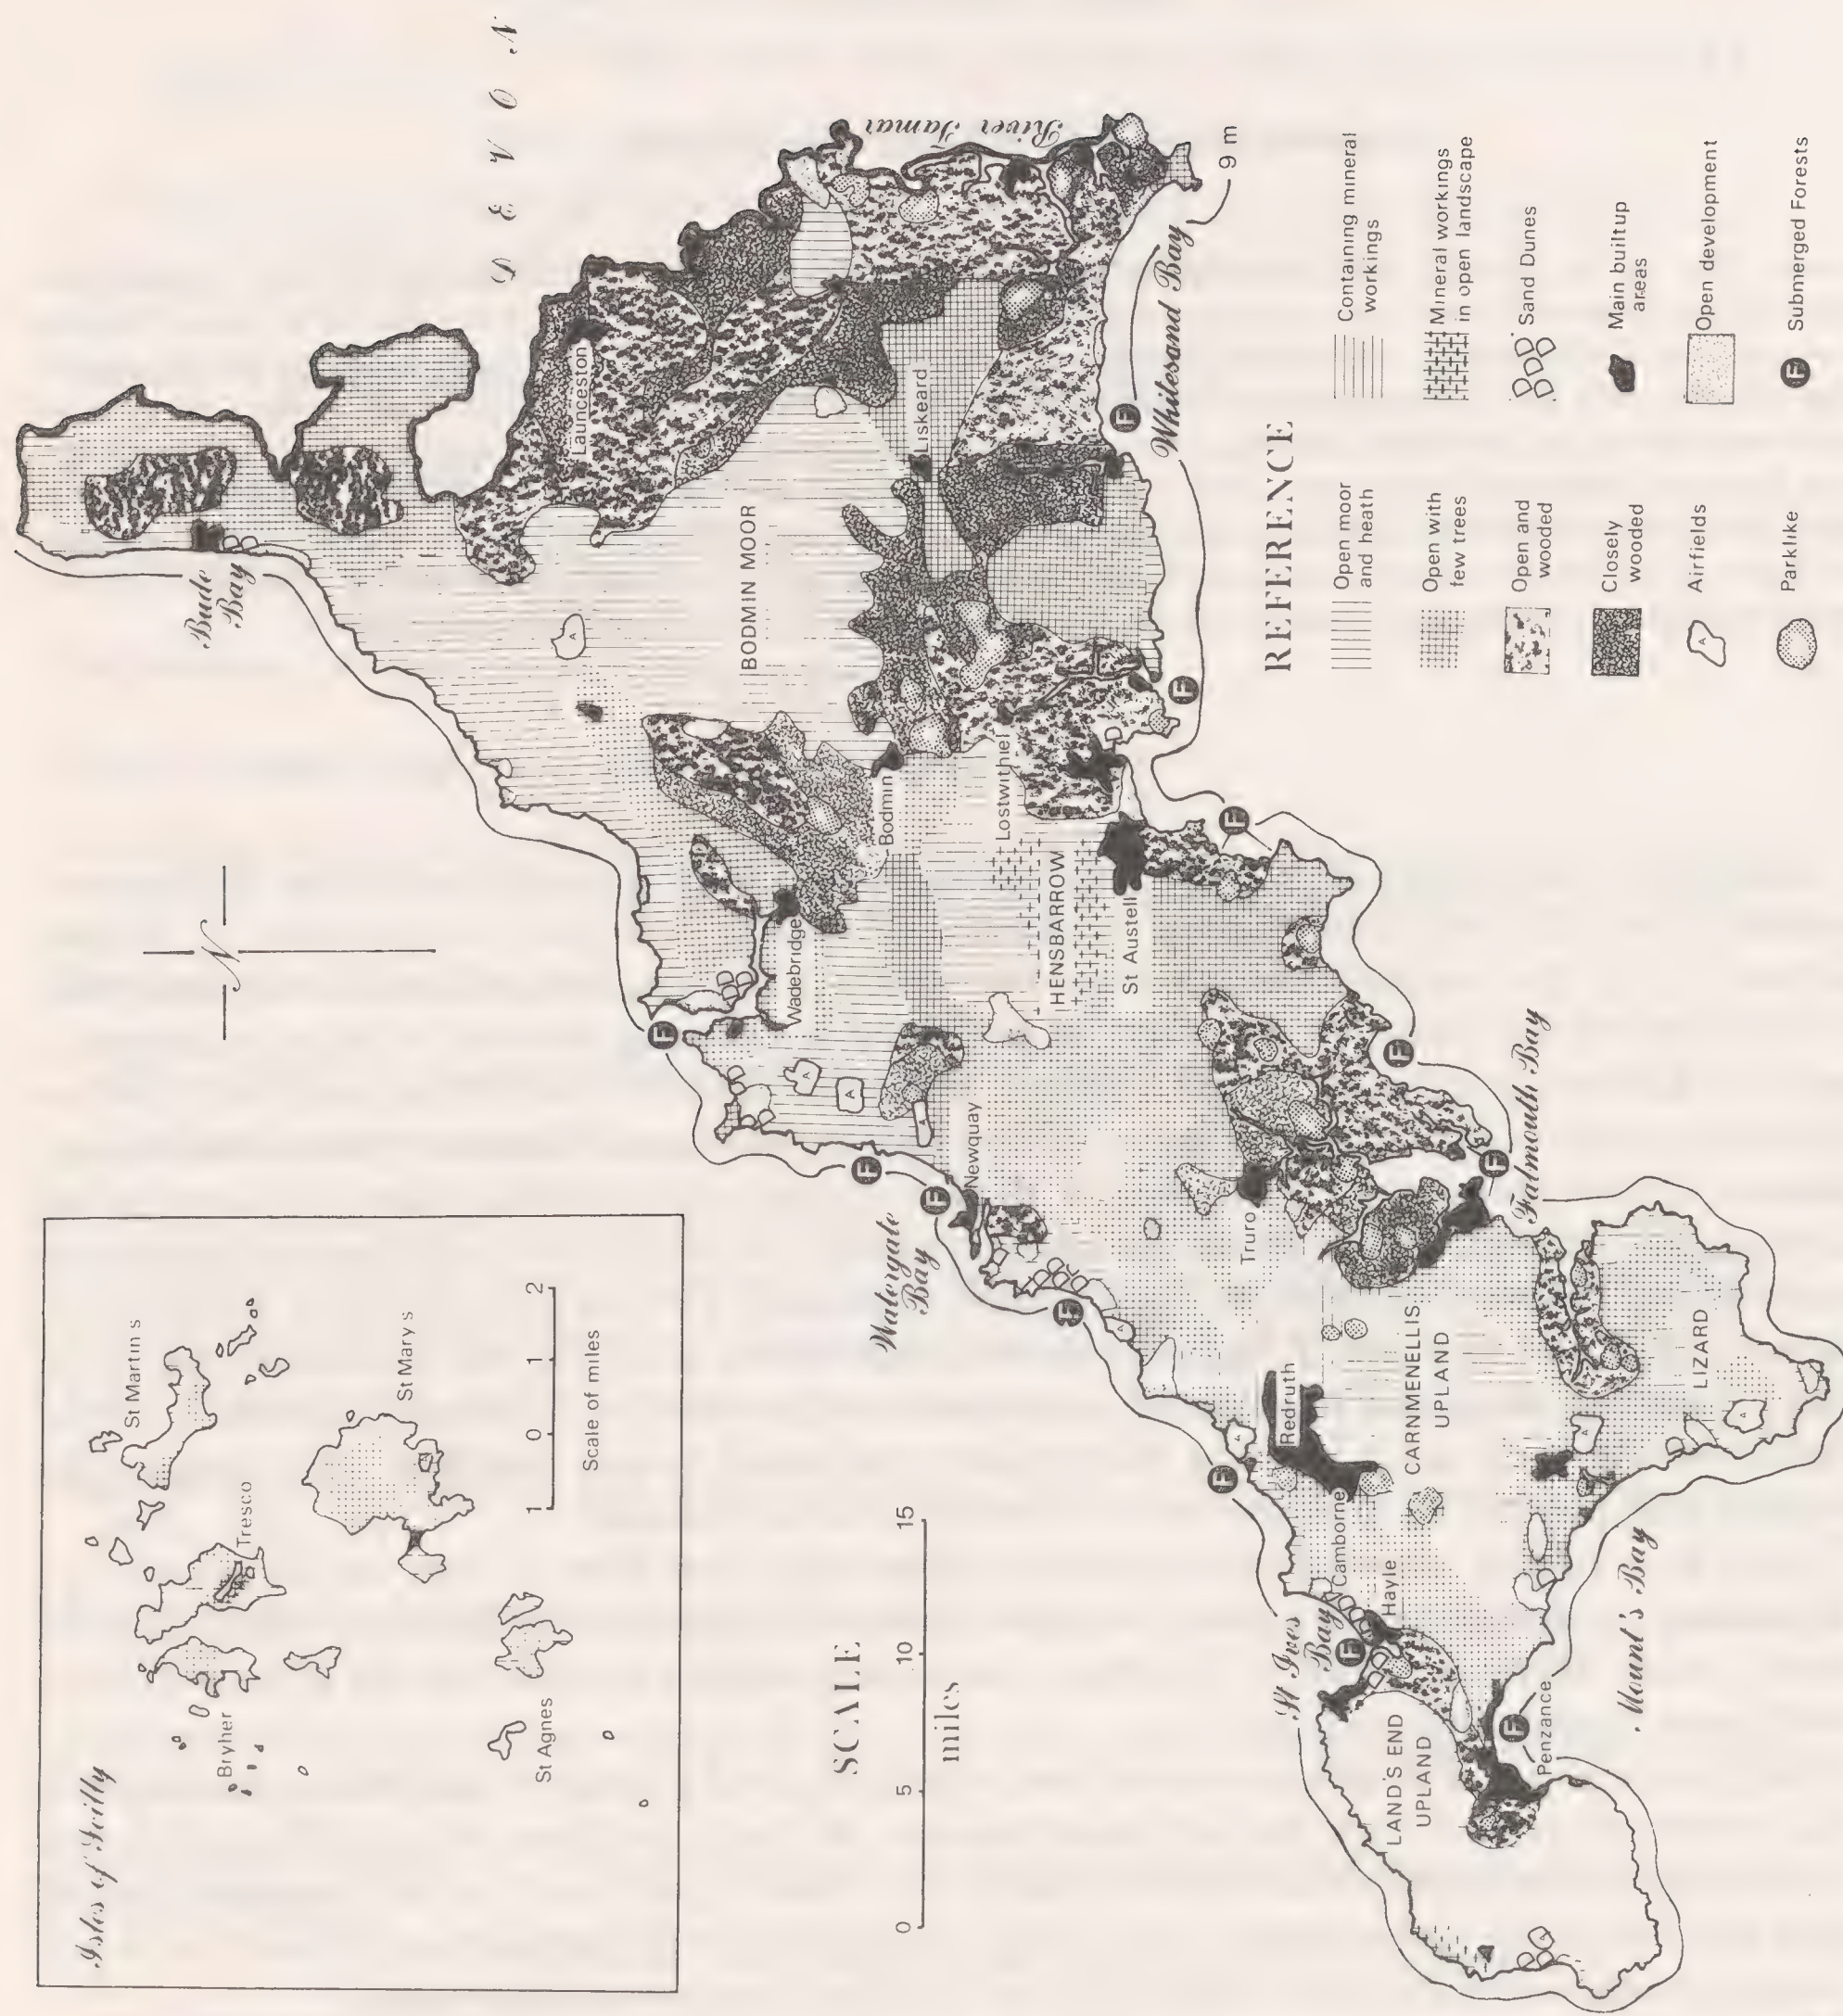 Isles of Scilly
Bryher
Tresco
St Martin s
St Mary s
St Agnes
1 0 1 2
Scale of miles
N
D E V O N
SCALE
0 5 10 15
miles
Bude
Bay
Launceston
River Tamar
BODMIN MOOR
Liskeard
Whitesand Bay
9 m
Wadebridge
Bodmin
Lostwithiel
HENSBARROW
St Austell
Watergate
Bay
Newquay
Truro
Falmouth Bay
Redruth
Camborne
CARNMENELLIS
UPLAND
LIZARD
St Ives
Bay
Hayle
LAND'S END
UPLAND
Penzance
Mount's Bay
A
A
A
A
A
A
A
A
F
F
F
F
F
F
F
F
F
F
F
F
REFERENCE
Open moor
and heath
Open with
few trees
Open and
wooded
Closely
wooded
A Airfields
Parklike
Containing mineral
workings
Mineral workings
in open landscape
Sand Dunes
Main built up
areas
Open development
F Submerged Forests